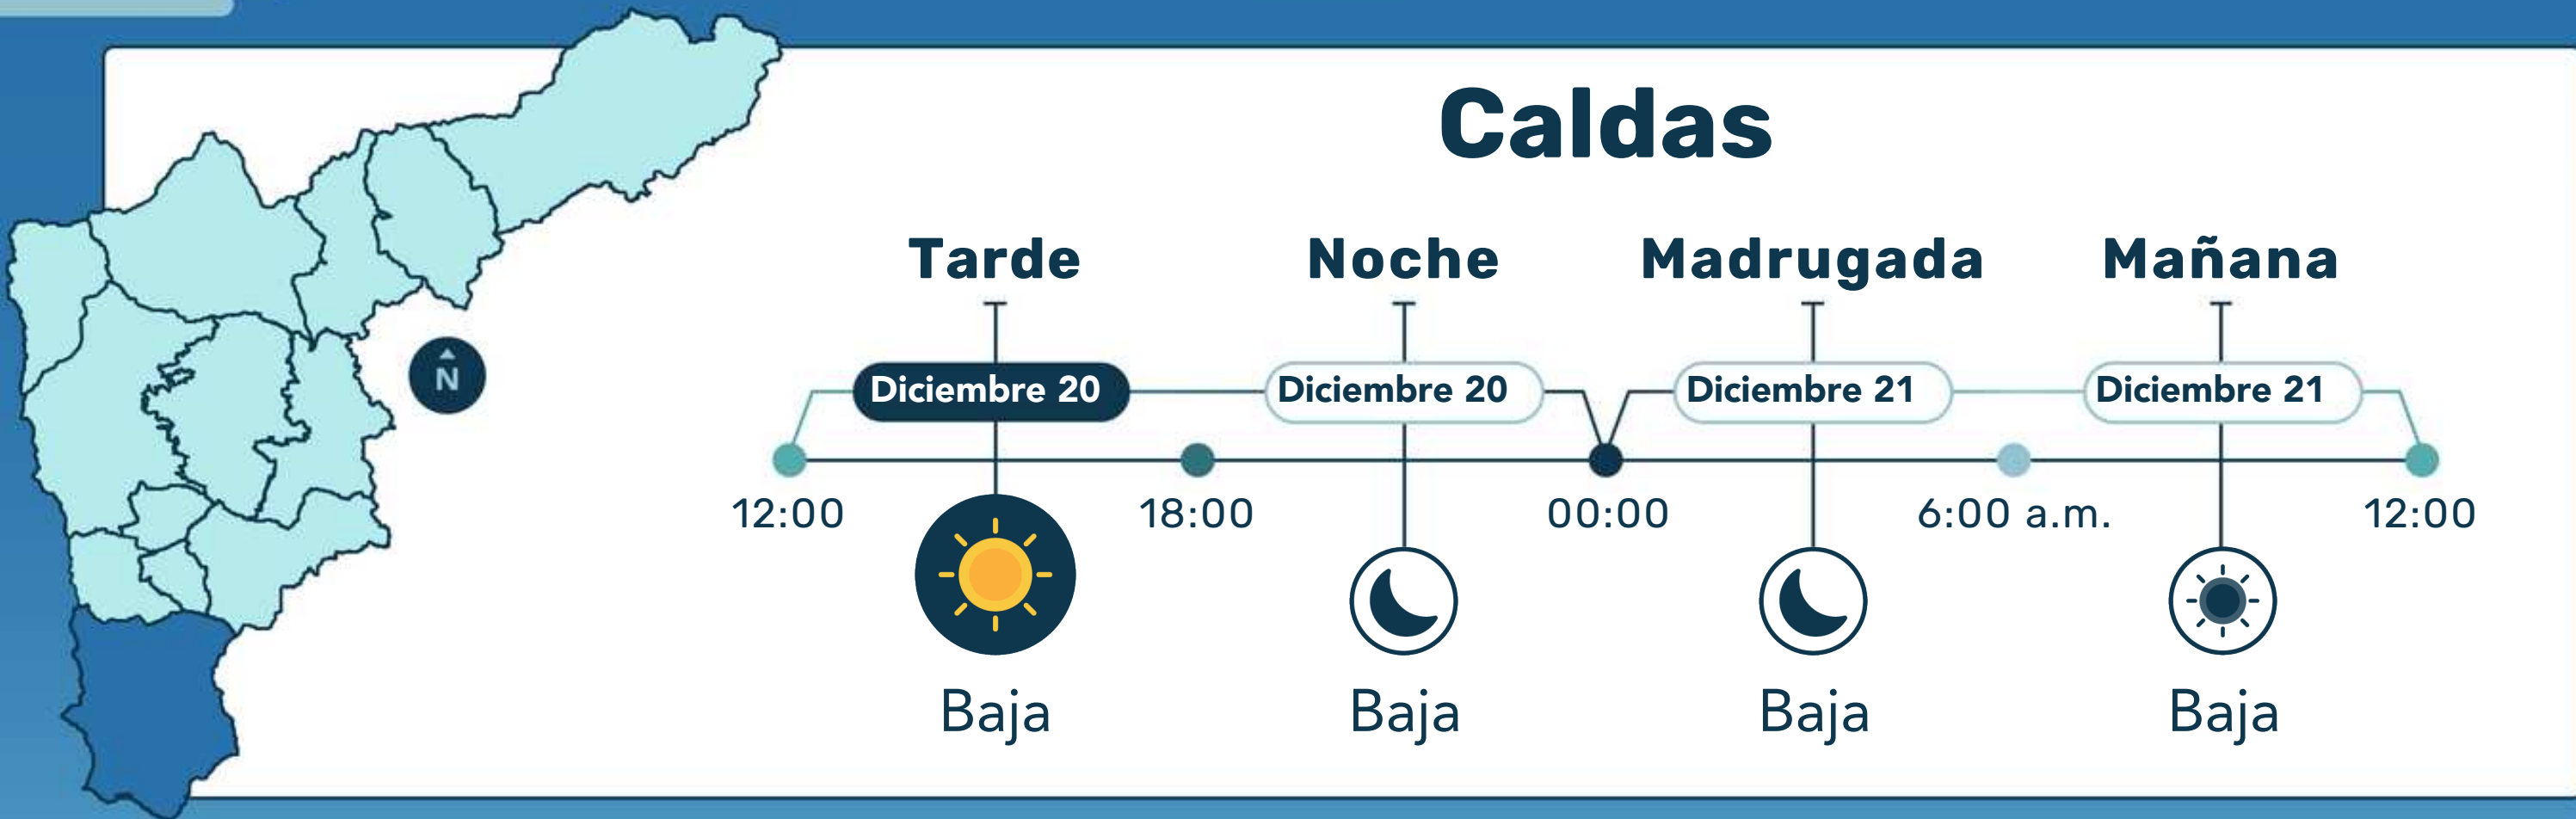 Caldas
Tarde Noche Madrugada Mañana
Diciembre 20 Diciembre 20 Diciembre 21 Diciembre 21
N
12:00 18:00 00:00 6:00 a.m. 12:00
Baja Baja Baja Baja